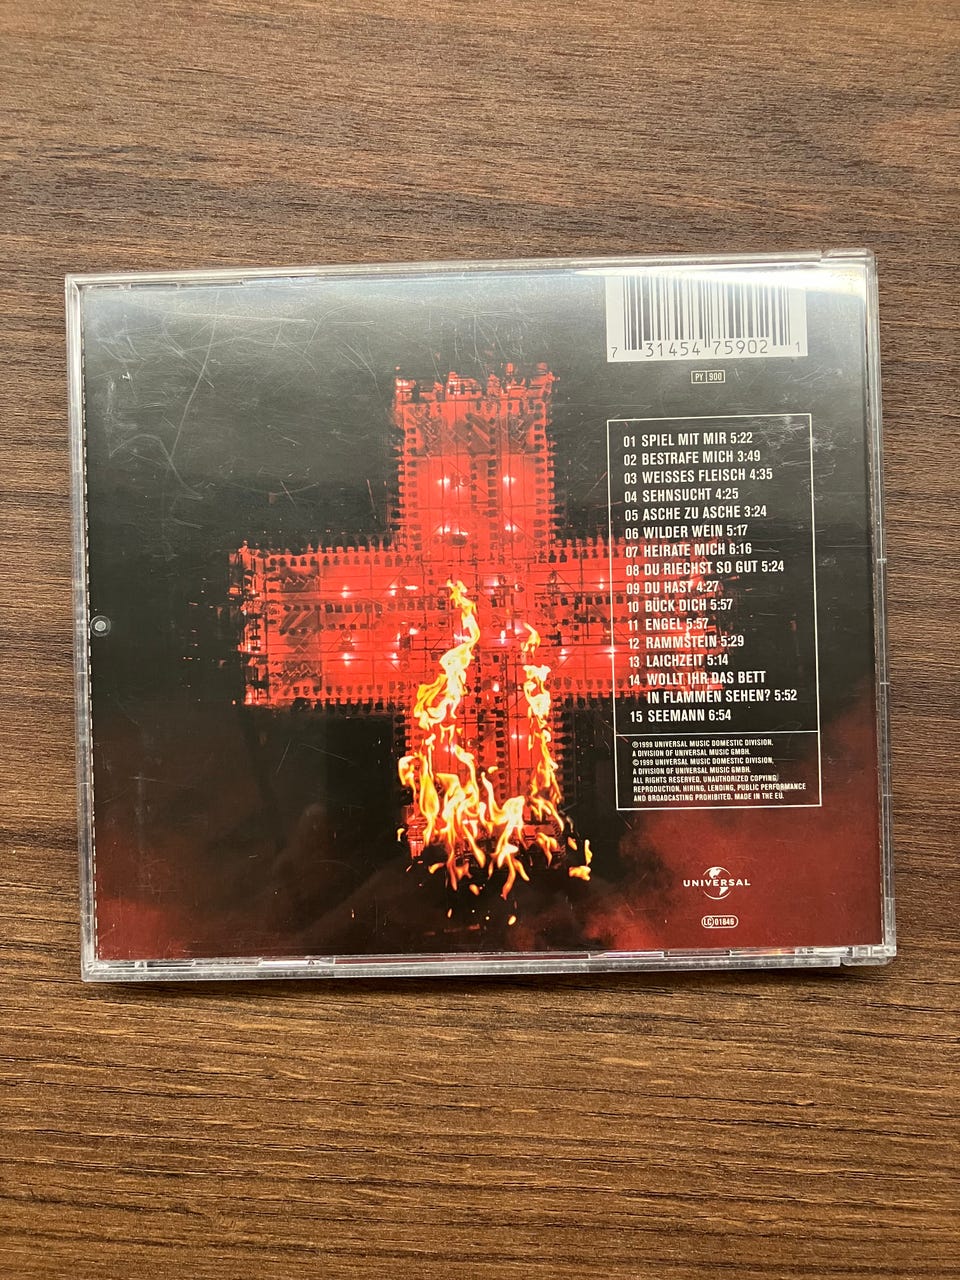 7 31454 75902 1
PY 900
01 SPIEL MIT MIR 5:22
02 BESTRAFE MICH 3:49
03 WEISSES FLEISCH 4:35
04 SEHNSUCHT 4:25
05 ASCHE ZU ASCHE 3:24
06 WILDER WEIN 5:17
07 HEIRATE MICH 6:16
08 DU RIECHST SO GUT 5:24
09 DU HAST 4:27
10 BÜCK DICH 5:57
11 ENGEL 5:57
12 RAMMSTEIN 5:29
13 LAICHZEIT 5:14
14 WOLLT IHR DAS BETT
IN FLAMMEN SEHEN? 5:52
15 SEEMANN 6:54
℗1999 UNIVERSAL MUSIC DOMESTIC DIVISION,
A DIVISION OF UNIVERSAL MUSIC GMBH.
©1999 UNIVERSAL MUSIC DOMESTIC DIVISION,
A DIVISION OF UNIVERSAL MUSIC GMBH.
ALL RIGHTS RESERVED, UNAUTHORIZED COPYING,
REPRODUCTION, HIRING, LENDING, PUBLIC PERFORMANCE
AND BROADCASTING PROHIBITED. MADE IN THE EU.
UNIVERSAL
LC 01846